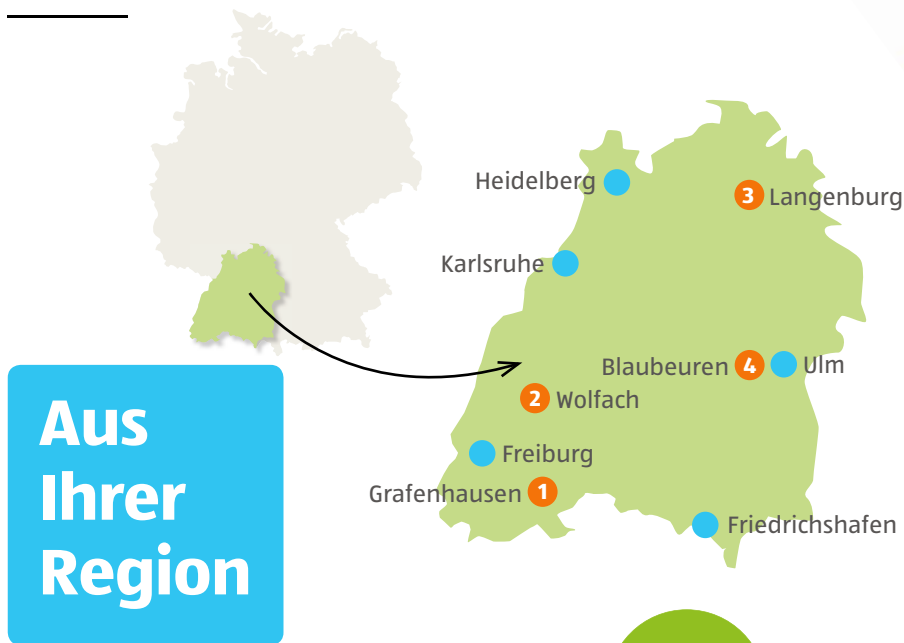 Heidelberg
3 Langenburg
Karlsruhe
Blaubeuren 4 Ulm
2 Wolfach
Freiburg
Grafenhausen 1
Friedrichshafen
Aus
Ihrer
Region